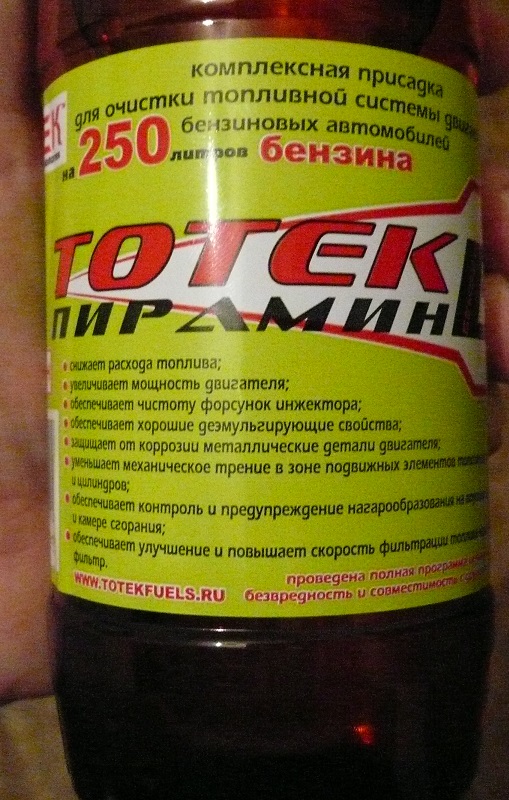 комплексная присадка
для очистки топливной системы
бензиновых автомобилей
на 250 литров бензина
ЕК
ТОТЕК
ПИРАМИН
• снижает расхода топлива;
• увеличивает мощность двигателя;
• обеспечивает чистоту форсунок инжектора;
• обеспечивает хорошие деэмульгирующие свойства;
• защищает от коррозии металлические детали двигателя;
• уменьшает механическое трение в зоне подвижных элементов
и цилиндров;
• обеспечивает контроль и предупреждение нагарообразования на
и камере сгорания;
• обеспечивает улучшение и повышает скорость фильтрации
фильтр.
WWW.TOTEKFUELS.RU
проведена полная программа
безвредность и совместимость с